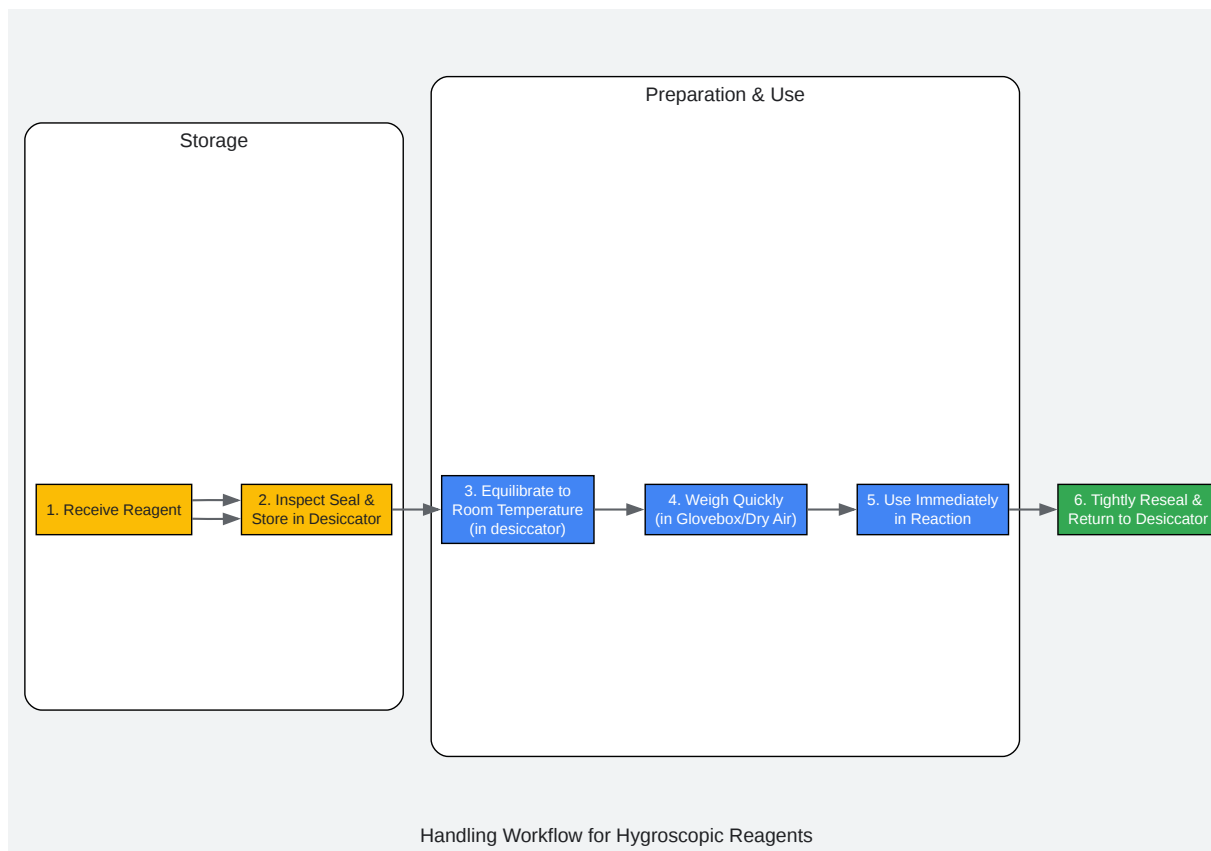 Preparation & Use
Storage
1. Receive Reagent
2. Inspect Seal &
Store in Desiccator
3. Equilibrate to
Room Temperature
(in desiccator)
4. Weigh Quickly
(in Glovebox/Dry Air)
5. Use Immediately
in Reaction
6. Tightly Reseal &
Return to Desiccator
Handling Workflow for Hygroscopic Reagents